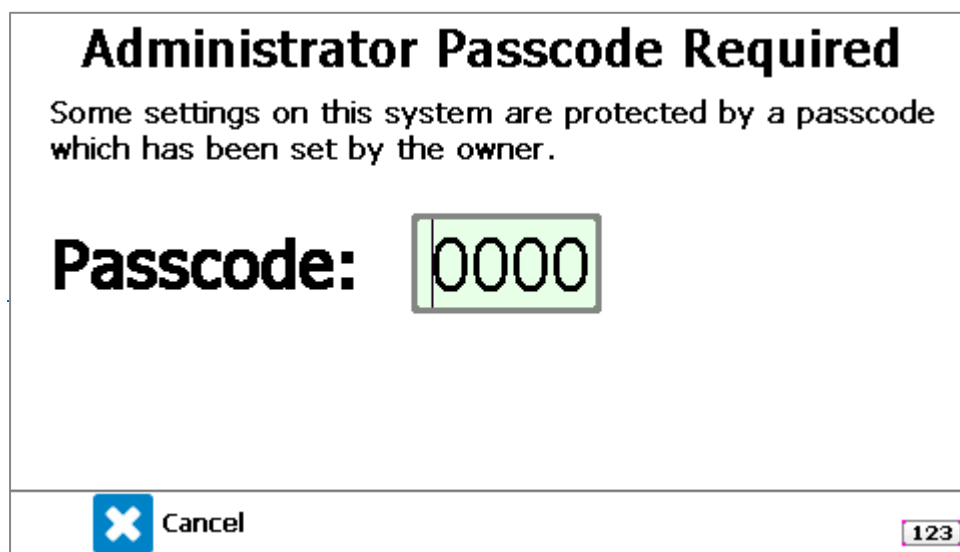 Administrator Passcode Required
Some settings on this system are protected by a passcode
which has been set by the owner.
Passcode: 0000
Cancel
123